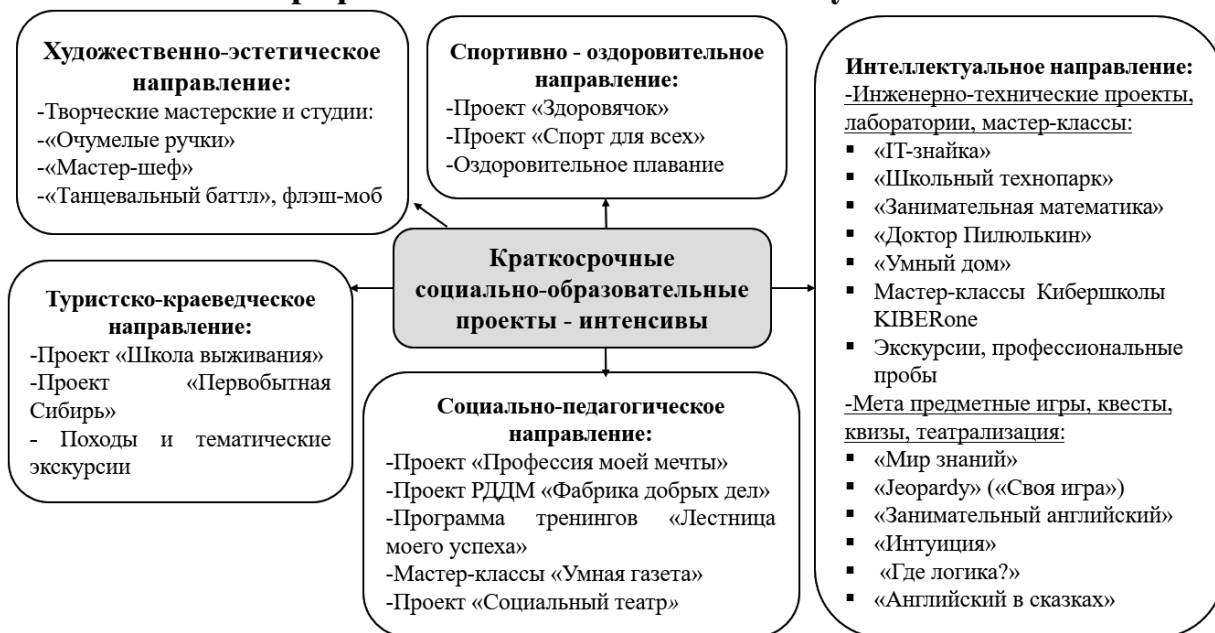 Художественно-эстетическое
направление:
-Творческие мастерские и студии:
-«Очумелые ручки»
-«Мастер-шеф»
-«Танцевальный баттл», флэш-моб
Спортивно - оздоровительное
направление:
-Проект «Здоровячок»
-Проект «Спорт для всех»
-Оздоровительное плавание
Интеллектуальное направление:
-Инженерно-технические проекты,
лаборатории, мастер-классы:
▪ «IT-знайка»
▪ «Школьный технопарк»
▪ «Занимательная математика»
▪ «Доктор Пилюлькин»
▪ «Умный дом»
▪ Мастер-классы Кибершколы
KIBERone
▪ Экскурсии, профессиональные
пробы
-Мета предметные игры, квесты,
квизы, театрализация:
▪ «Мир знаний»
▪ «Jeopardy» («Своя игра»)
▪ «Занимательный английский»
▪ «Интуиция»
▪ «Где логика?»
▪ «Английский в сказках»
Краткосрочные
социально-образовательные
проекты - интенсивы
Туристско-краеведческое
направление:
-Проект «Школа выживания»
-Проект «Первобытная
Сибирь»
- Походы и тематические
экскурсии
Социально-педагогическое
направление:
-Проект «Профессия моей мечты»
-Проект РДДМ «Фабрика добрых дел»
-Программа тренингов «Лестница
моего успеха»
-Мастер-классы «Умная газета»
-Проект «Социальный театр»